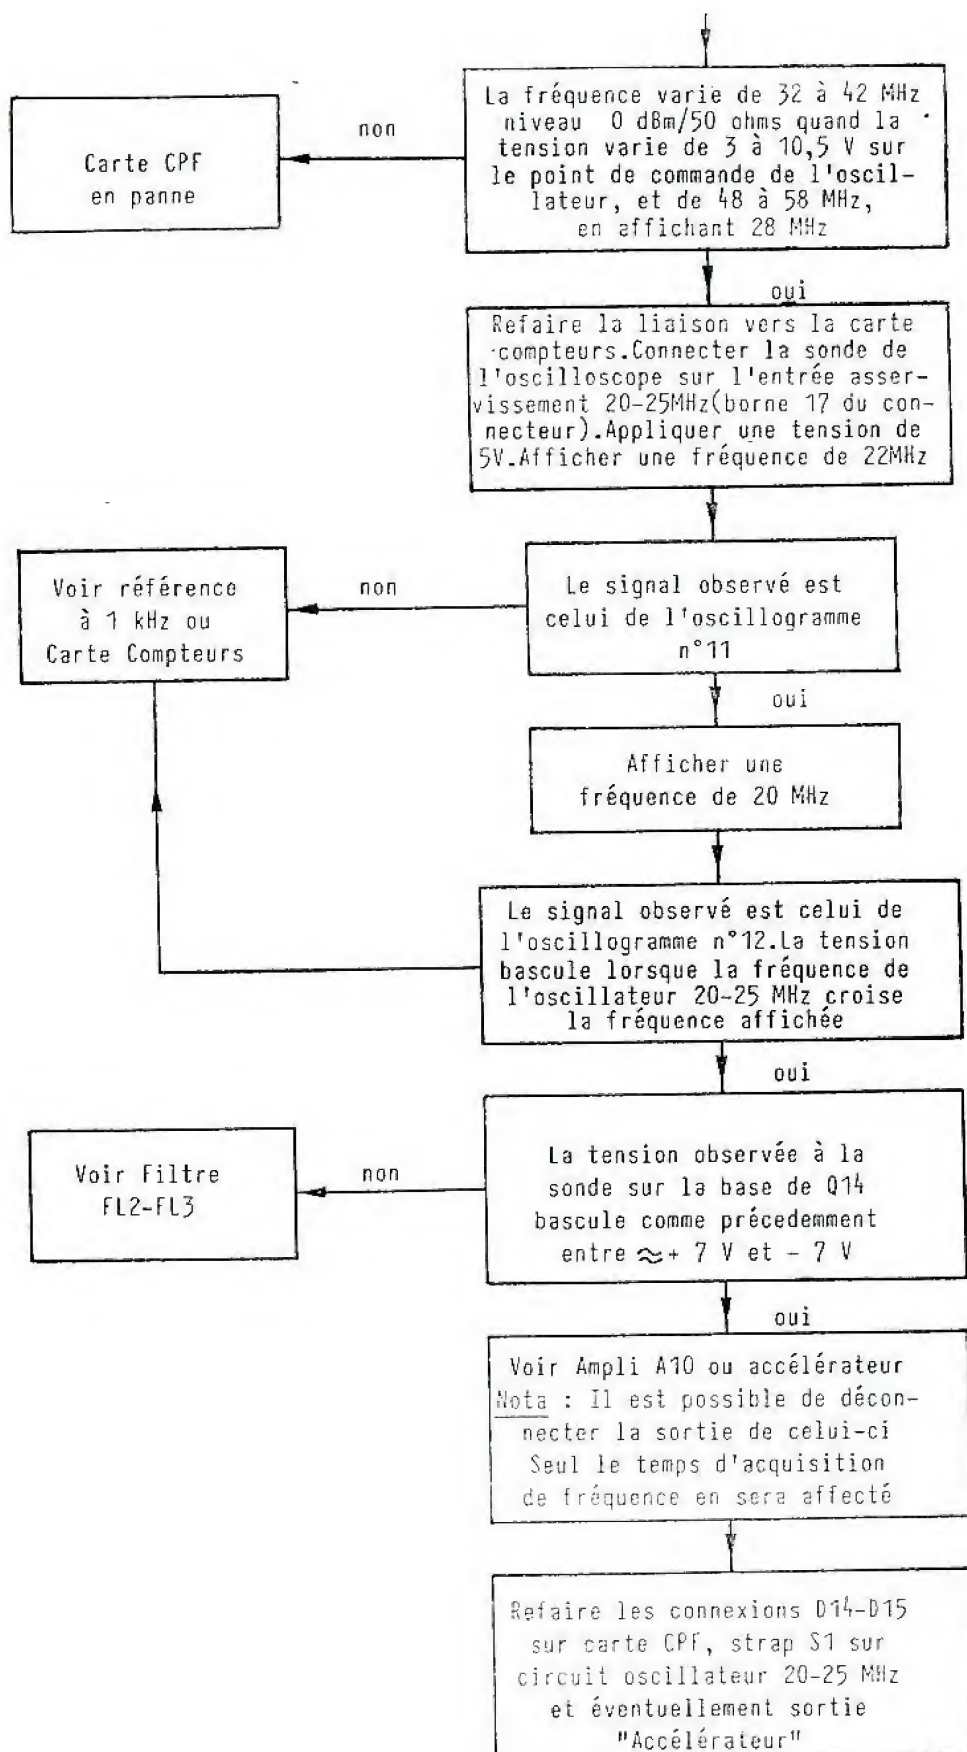 La fréquence varie de 32 à 42 MHz
niveau 0 dBm/50 ohms quand la
tension varie de 3 à 10,5 V sur
le point de commande de l'oscil-
lateur, et de 48 à 58 MHz,
en affichant 28 MHz
non
Carte CPF
en panne
oui
Refaire la liaison vers la carte
compteurs.Connecter la sonde de
l'oscilloscope sur l'entrée asser-
vissement 20-25MHz(borne 17 du con-
necteur).Appliquer une tension de
5V.Afficher une fréquence de 22MHz
Voir référence
à 1 kHz ou
Carte Compteurs
non
Le signal observé est
celui de l'oscillogramme
n°11
oui
Afficher une
fréquence de 20 MHz
Le signal observé est celui de
l'oscillogramme n°12.La tension
bascule lorsque la fréquence de
l'oscillateur 20-25 MHz croise
la fréquence affichée
oui
Voir Filtre
FL2-FL3
non
La tension observée à la
sonde sur la base de Q14
bascule comme précedemment
entre ≈+ 7 V et - 7 V
oui
Voir Ampli A10 ou accélérateur
Nota : Il est possible de décon-
necter la sortie de celui-ci
Seul le temps d'acquisition
de fréquence en sera affecté
Refaire les connexions D14-D15
sur carte CPF, strap S1 sur
circuit oscillateur 20-25 MHz
et éventuellement sortie
"Accélérateur"